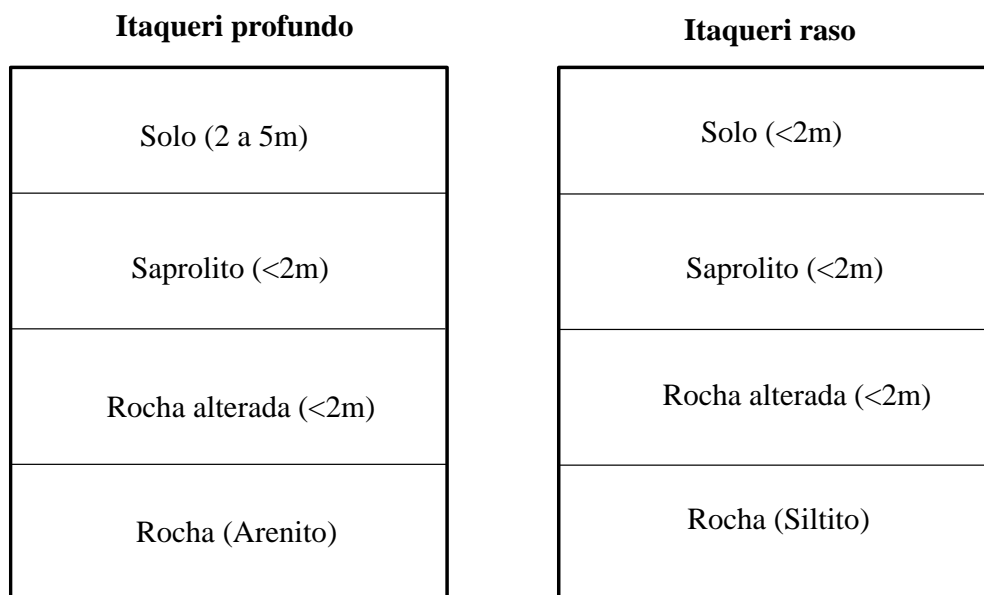 Itaqueri profundo
Solo (2 a 5m)
Saprolito (<2m)
Rocha alterada (<2m)
Rocha (Arenito)
Itaqueri raso
Solo (<2m)
Saprolito (<2m)
Rocha alterada (<2m)
Rocha (Siltito)